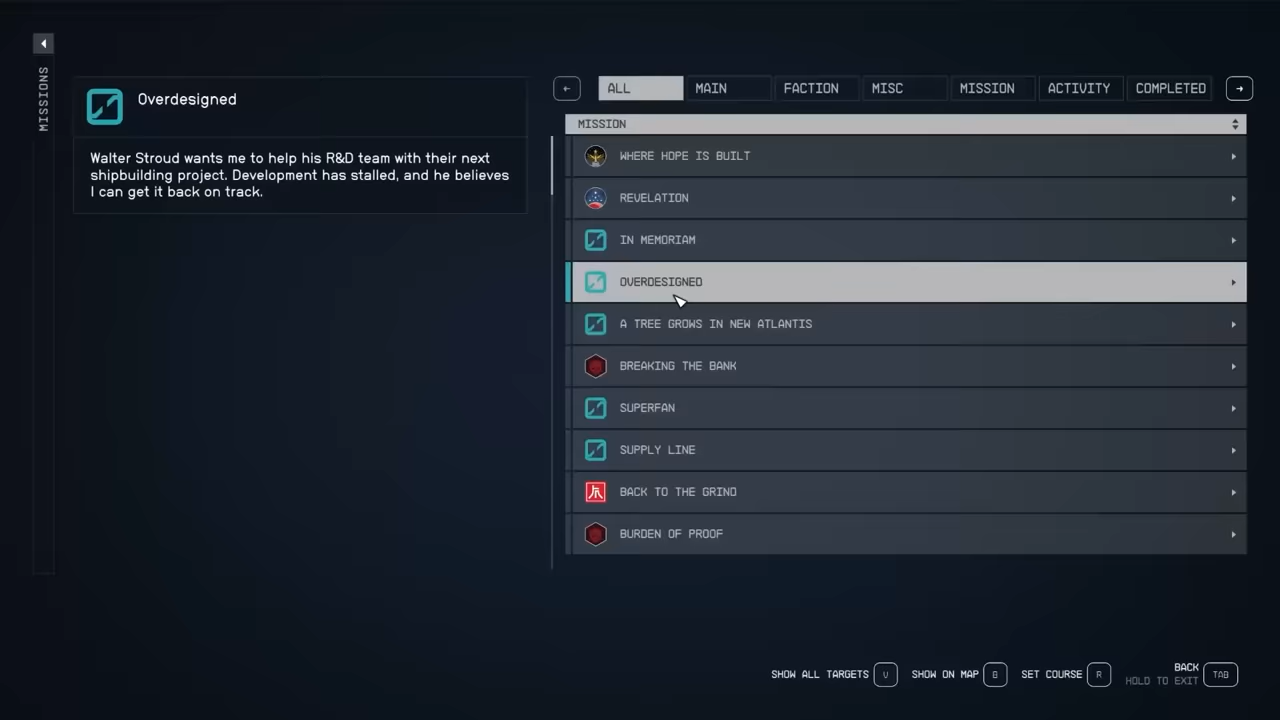 MISSIONS
Overdesigned
Walter Stroud wants me to help his R&D team with their next
shipbuilding project. Development has stalled, and he believes
I can get it back on track.
ALL MAIN FACTION MISC MISSION ACTIVITY COMPLETED
MISSION
WHERE HOPE IS BUILT
REVELATION
IN MEMORIAM
OVERDESIGNED
A TREE GROWS IN NEW ATLANTIS
BREAKING THE BANK
SUPERFAN
SUPPLY LINE
BACK TO THE GRIND
BURDEN OF PROOF
SHOW ALL TARGETS V SHOW ON MAP G SET COURSE R BACK TAB
HOLD TO EXIT